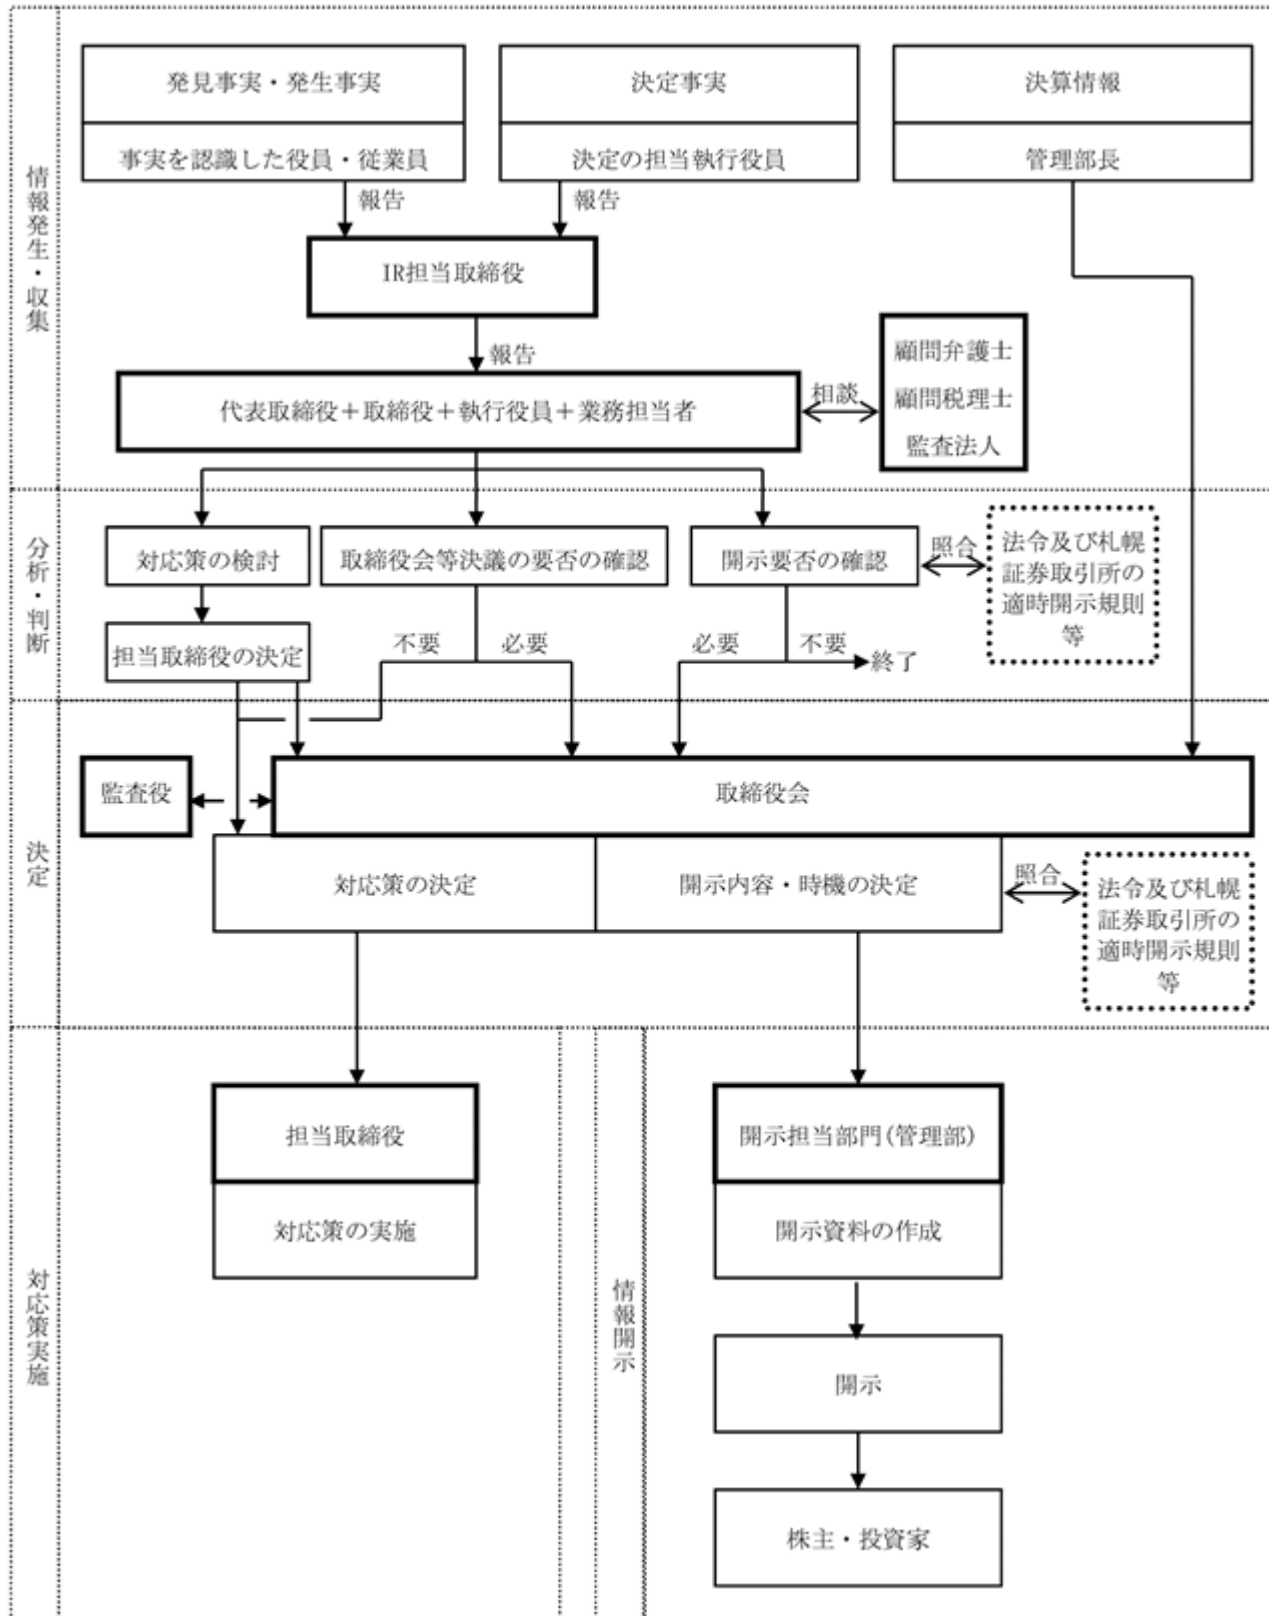 情報発生・収集
発見事実・発生事実
決定事実
決算情報
事実を認識した役員・従業員
決定の担当執行役員
管理部長
報告
報告
IR担当取締役
報告
代表取締役＋取締役＋執行役員＋業務担当者
相談
顧問弁護士
顧問税理士
監査法人
分析・判断
対応策の検討
取締役会等決議の要否の確認
開示要否の確認
照合
法令及び札幌
証券取引所の
適時開示規則
等
担当取締役の決定
不要
必要
必要
不要
終了
決定
監査役
取締役会
対応策の決定
開示内容・時機の決定
照合
法令及び札幌
証券取引所の
適時開示規則
等
対応策実施
担当取締役
対応策の実施
情報開示
開示担当部門(管理部)
開示資料の作成
開示
株主・投資家